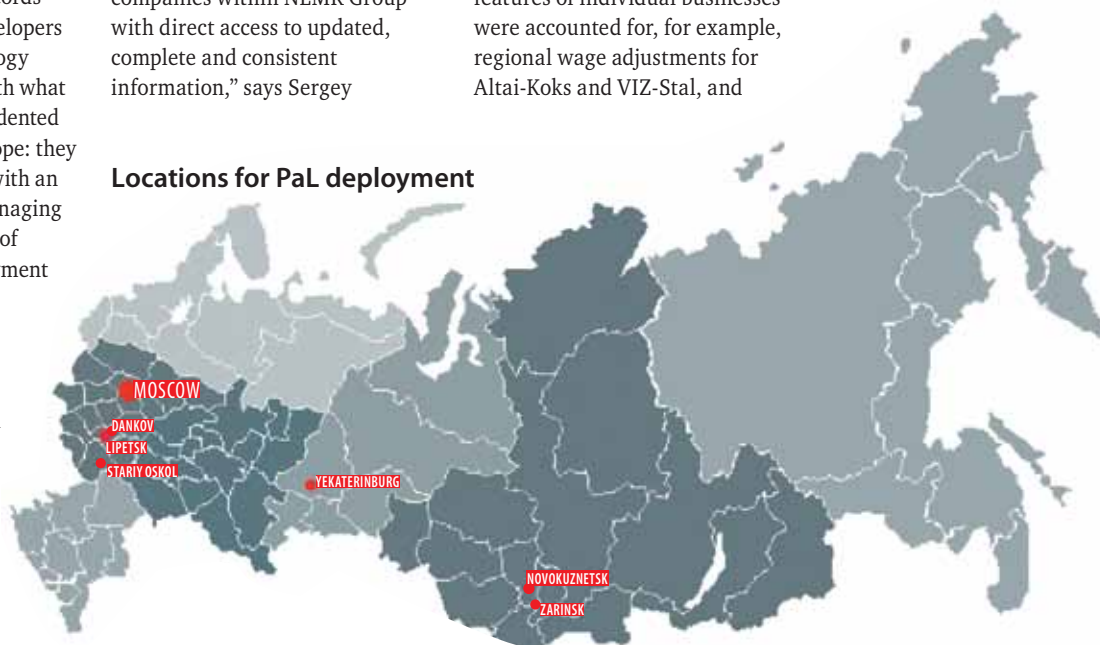 ords
elopers
ogy
th what
dented
ope: they
with an
naging
of
yment
companies within NLMK Group
with direct access to updated,
complete and consistent
information,” says Sergey
features of individual businesses
were accounted for, for example,
regional wage adjustments for
Altai-Koks and VIZ-Stal, and
Locations for PaL deployment
MOSCOW
DANKOV
LIPETSK
STARIY OSKOL
YEKATERINBURG
NOVOKUZNETSK
ZARINSK